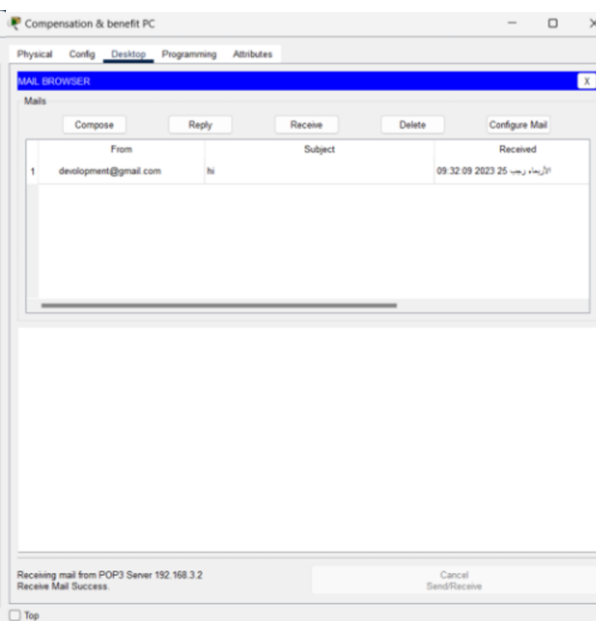 Compensation & benefit PC
Physical Config Desktop Programming Attributes
MAIL BROWSER X
Mails
Compose Reply Receive Delete Configure Mail
From Subject Received
1 devolopment@gmail.com hi الأربعاء رجب 25 2023 09:32:09
Receiving mail from POP3 Server 192.168.3.2
Receive Mail Success.
Cancel
Send/Receive
Top